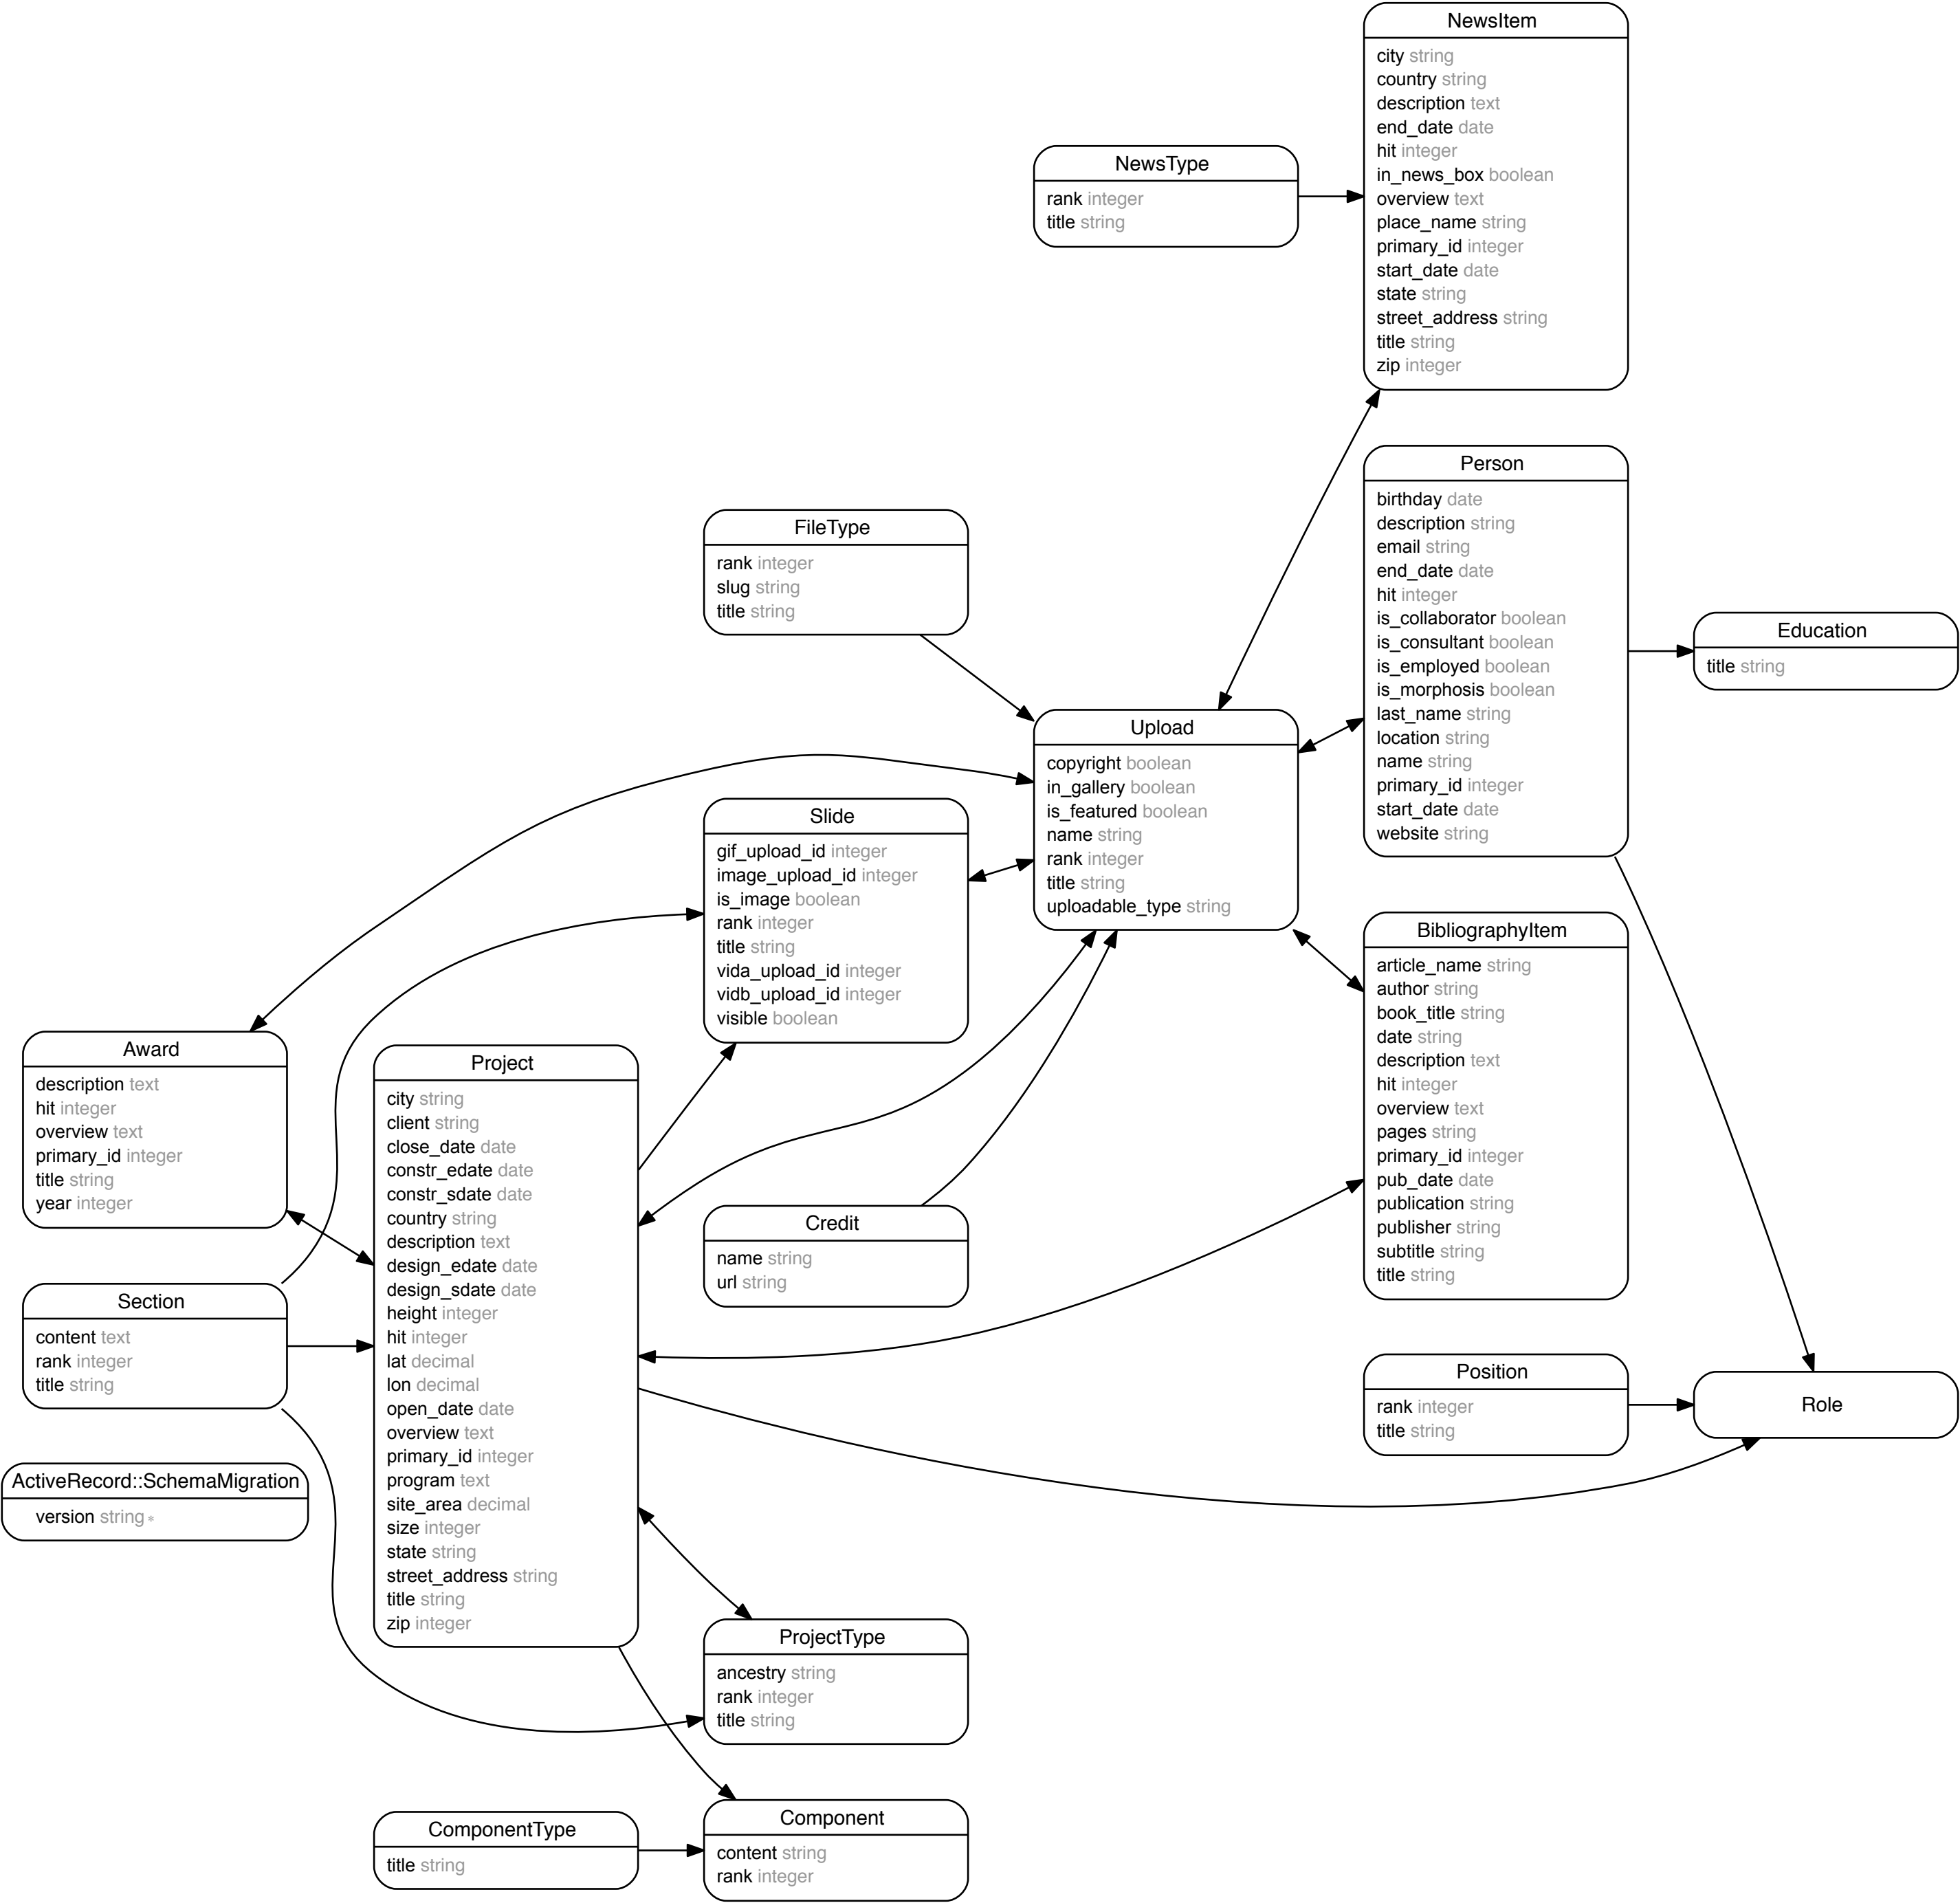 NewsItem
city string
country string
description text
end_date date
hit integer
in_news_box boolean
overview text
place_name string
primary_id integer
start_date date
state string
street_address string
title string
zip integer
NewsType
rank integer
title string
Person
birthday date
description string
email string
end_date date
hit integer
is_collaborator boolean
is_consultant boolean
is_employed boolean
is_morphosis boolean
last_name string
location string
name string
primary_id integer
start_date date
website string
FileType
rank integer
slug string
title string
Education
title string
Upload
copyright boolean
in_gallery boolean
is_featured boolean
name string
rank integer
title string
uploadable_type string
Slide
gif_upload_id integer
image_upload_id integer
is_image boolean
rank integer
title string
vida_upload_id integer
vidb_upload_id integer
visible boolean
BibliographyItem
article_name string
author string
book_title string
date string
description text
hit integer
overview text
pages string
primary_id integer
pub_date date
publication string
publisher string
subtitle string
title string
Award
description text
hit integer
overview text
primary_id integer
title string
year integer
Project
city string
client string
close_date date
constr_edate date
constr_sdate date
country string
description text
design_edate date
design_sdate date
height integer
hit integer
lat decimal
lon decimal
open_date date
overview text
primary_id integer
program text
site_area decimal
size integer
state string
street_address string
title string
zip integer
Credit
name string
url string
Section
content text
rank integer
title string
Position
rank integer
title string
Role
ActiveRecord::SchemaMigration
version string *
ProjectType
ancestry string
rank integer
title string
ComponentType
title string
Component
content string
rank integer